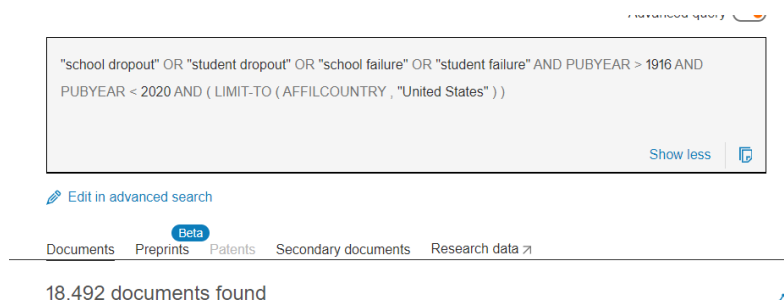 Advanced query
"school dropout" OR "student dropout" OR "school failure" OR "student failure" AND PUBYEAR > 1916 AND
PUBYEAR < 2020 AND ( LIMIT-TO ( AFFILCOUNTRY , "United States" ) )
Show less
Edit in advanced search
Beta
Documents Preprints Patents Secondary documents Research data
18,492 documents found